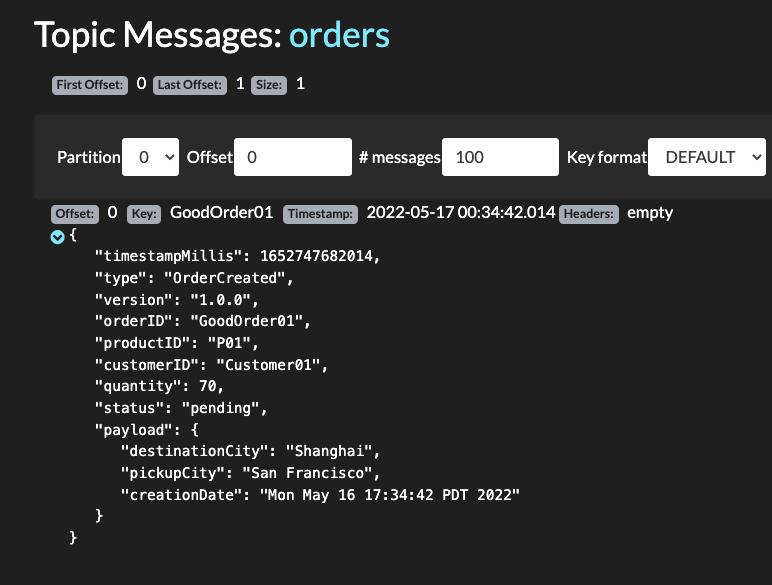 Topic Messages: orders
First Offset: 0 Last Offset: 1 Size: 1
Partition 0 Offset 0 # messages 100 Key format DEFAULT
Offset: 0 Key: GoodOrder01 Timestamp: 2022-05-17 00:34:42.014 Headers: empty
{
"timestampMillis": 1652747682014,
"type": "OrderCreated",
"version": "1.0.0",
"orderID": "GoodOrder01",
"productID": "P01",
"customerID": "Customer01",
"quantity": 70,
"status": "pending",
"payload": {
"destinationCity": "Shanghai",
"pickupCity": "San Francisco",
"creationDate": "Mon May 16 17:34:42 PDT 2022"
}
}